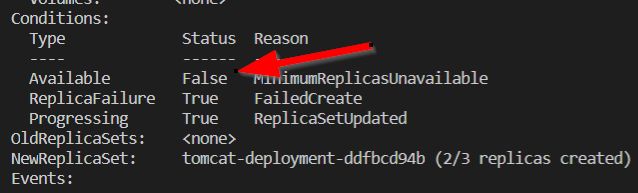 Volumes: <none>
Conditions:
Type Status Reason
---- ------ --
Available False MinimumReplicasUnavailable
ReplicaFailure True FailedCreate
Progressing True ReplicaSetUpdated
OldReplicaSets: <none>
NewReplicaSet: tomcat-deployment-ddfbcd94b (2/3 replicas created)
Events: